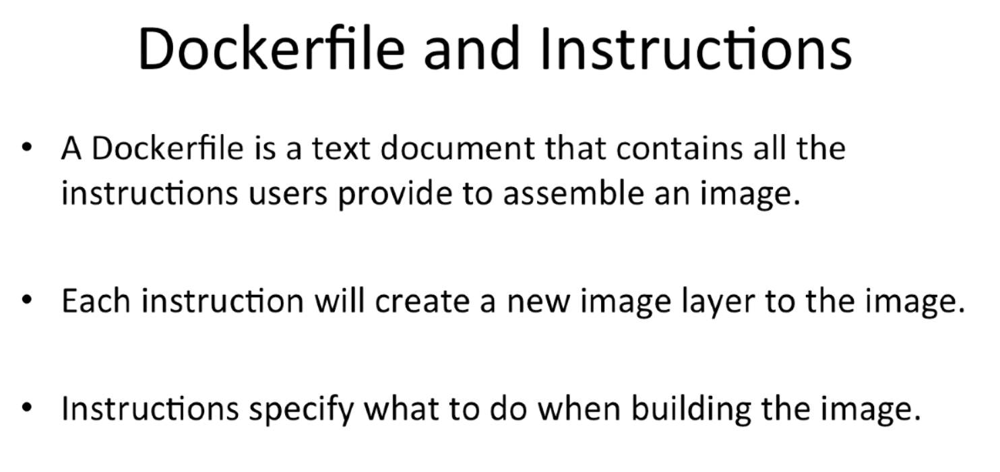 Dockerfile and Instructions
• A Dockerfile is a text document that contains all the
instructions users provide to assemble an image.
• Each instruction will create a new image layer to the image.
• Instructions specify what to do when building the image.